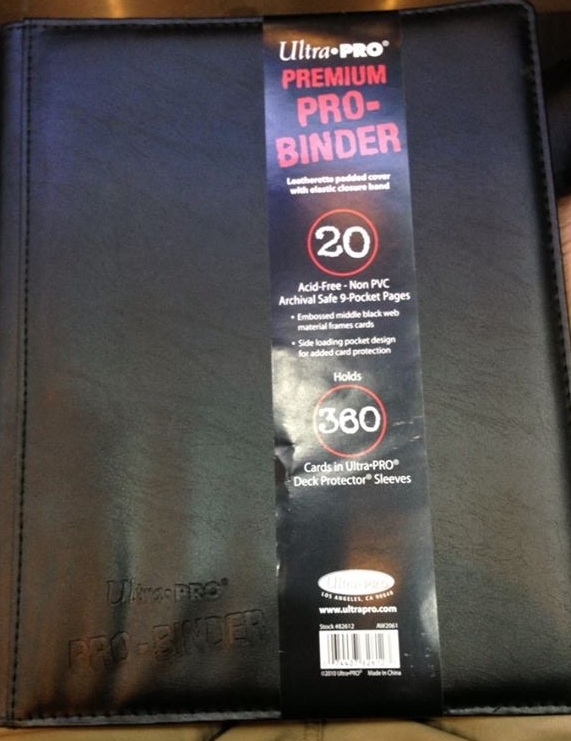 Ultra•PRO®
PREMIUM
PRO-
BINDER
Leatherette padded cover
with elastic closure band
20
Acid-Free - Non PVC
Archival Safe 9-Pocket Pages
• Embossed middle black web
material frames cards
• Side loading pocket design
for added card protection
Holds
360
Cards in Ultra•PRO®
Deck Protector® Sleeves
Ultra•PRO
LOS ANGELES, CA 90040
www.ultrapro.com
Stock #82612 AW2061
©2010 Ultra•PRO® Made in China
Ultra•PRO®
PRO-BINDER